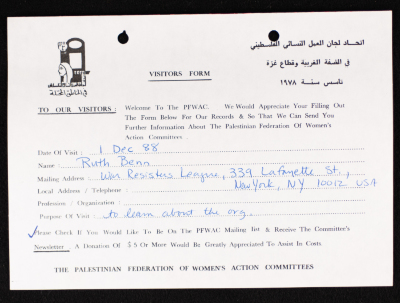 اتحاد لجان العمل النسائي الفلسطيني
في الضفة الغربية وقطاع غزة
تأسس سنة ١٩٧٨
VISITORS FORM
TO OUR VISITORS : Welcome To The PFWAC. We Would Appreciate Your Filling Out
The Form Below For Our Records & So That We Can Send You
Further Information About The Palestinian Federation Of Women's
Action Committees.
Date Of Visit : 1 Dec 88
Name : Ruth Benn
Mailing Address : War Resisters League, 339 Lafayette St.,
Local Address / Telephone : New York, NY 10012 USA
Profession / Organization :
Purpose Of Visit : to learn about the org.
✓Please Check If You Would Like To Be On The PFWAC Mailing list & Receive The Committee's
Newsletter . A Donation Of $ 5 Or More Would Be Greatly Appreciated To Assist In Costs.
THE PALESTINIAN FEDERATION OF WOMEN'S ACTION COMMITTEES